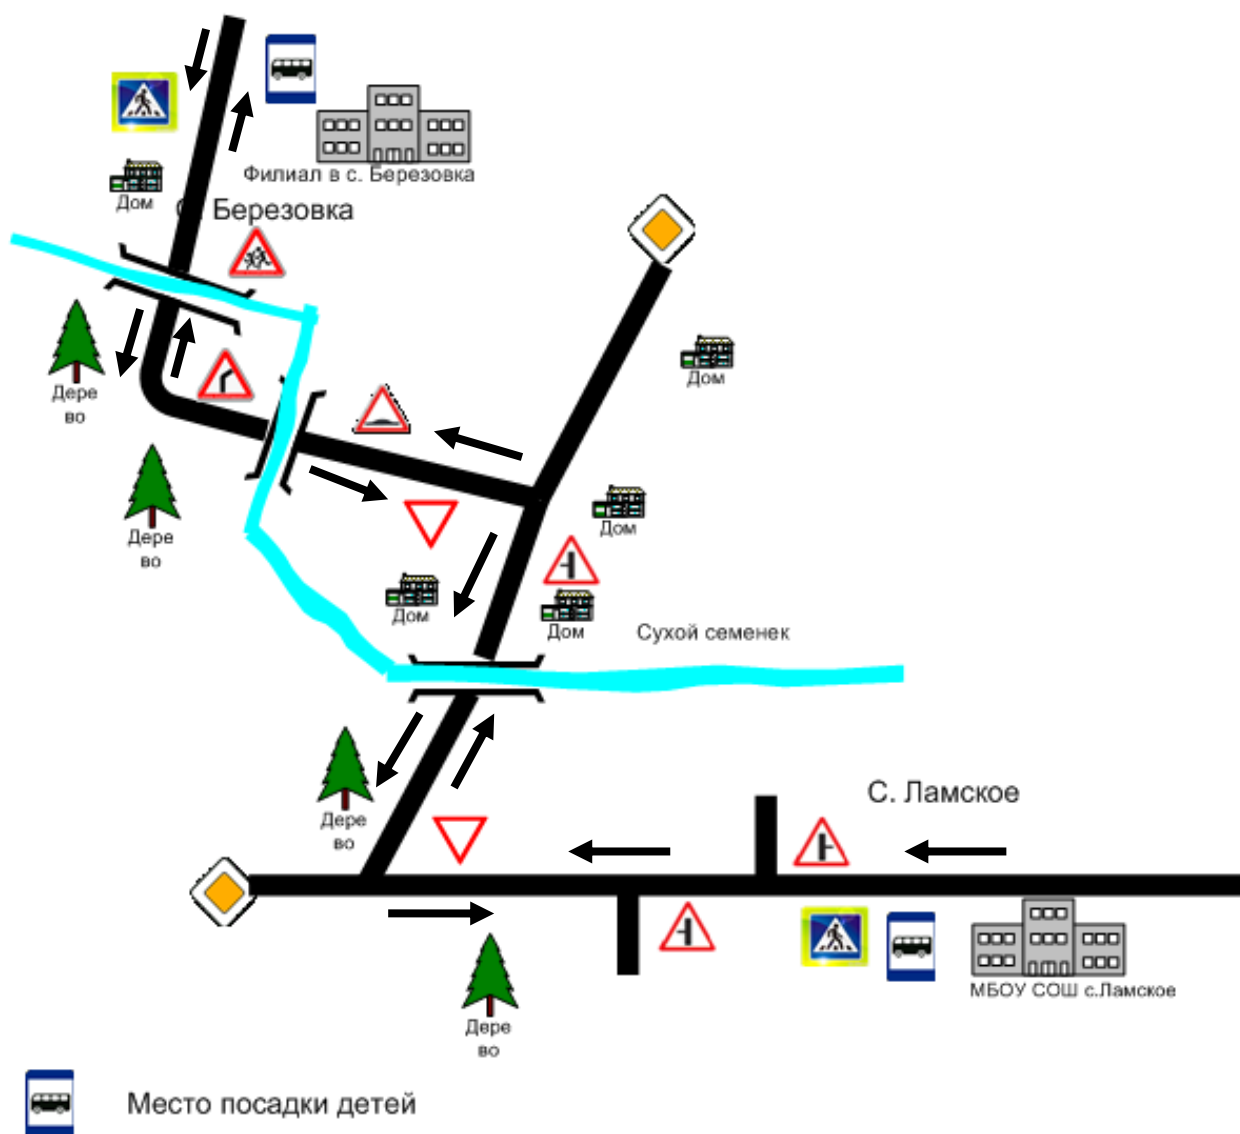 Филиал в с. Березовка
Дом
С. Березовка
Дом
Дере
во
Дом
Дере
во
Дом
Дом
Сухой семенек
С. Ламское
Дере
во
МБОУ СОШ с.Ламское
Дере
во
Место посадки детей